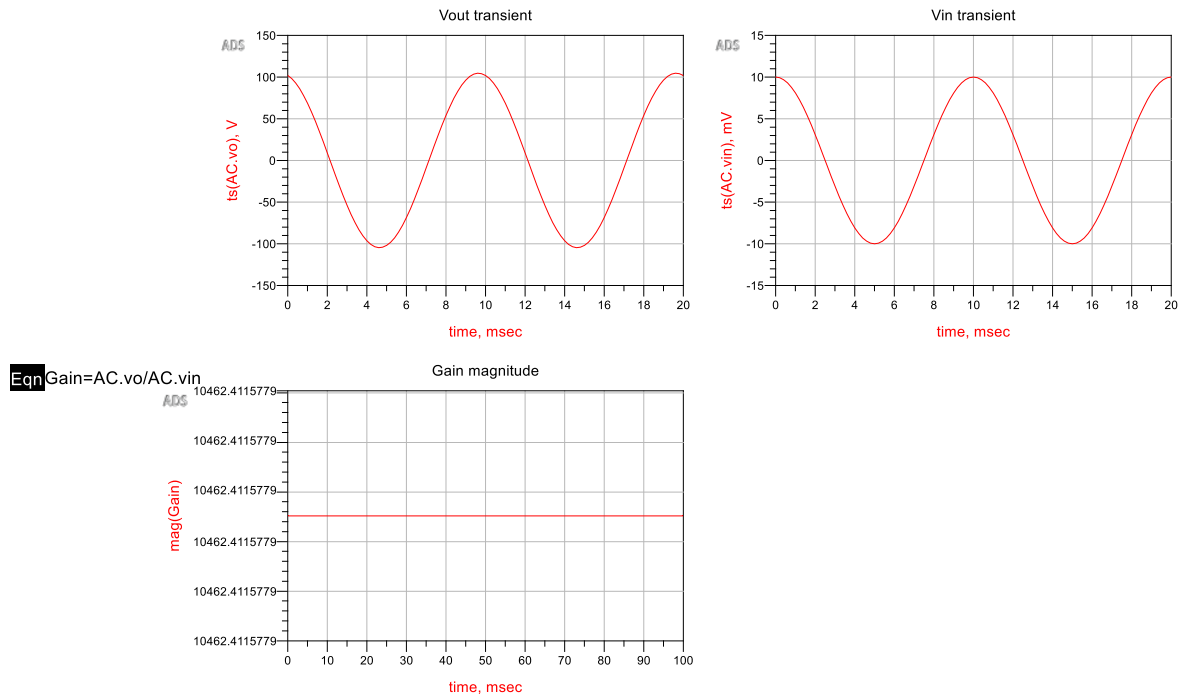 Vout transient
ADS
150
100
50
0
-50
-100
-150
ts(AC.vo), V
0 2 4 6 8 10 12 14 16 18 20
time, msec
Vin transient
ADS
15
10
5
0
-5
-10
-15
ts(AC.vin), mV
0 2 4 6 8 10 12 14 16 18 20
time, msec
Eqn Gain=AC.vo/AC.vin
Gain magnitude
ADS
10462.4115779
10462.4115779
10462.4115779
10462.4115779
10462.4115779
10462.4115779
mag(Gain)
0 10 20 30 40 50 60 70 80 90 100
time, msec